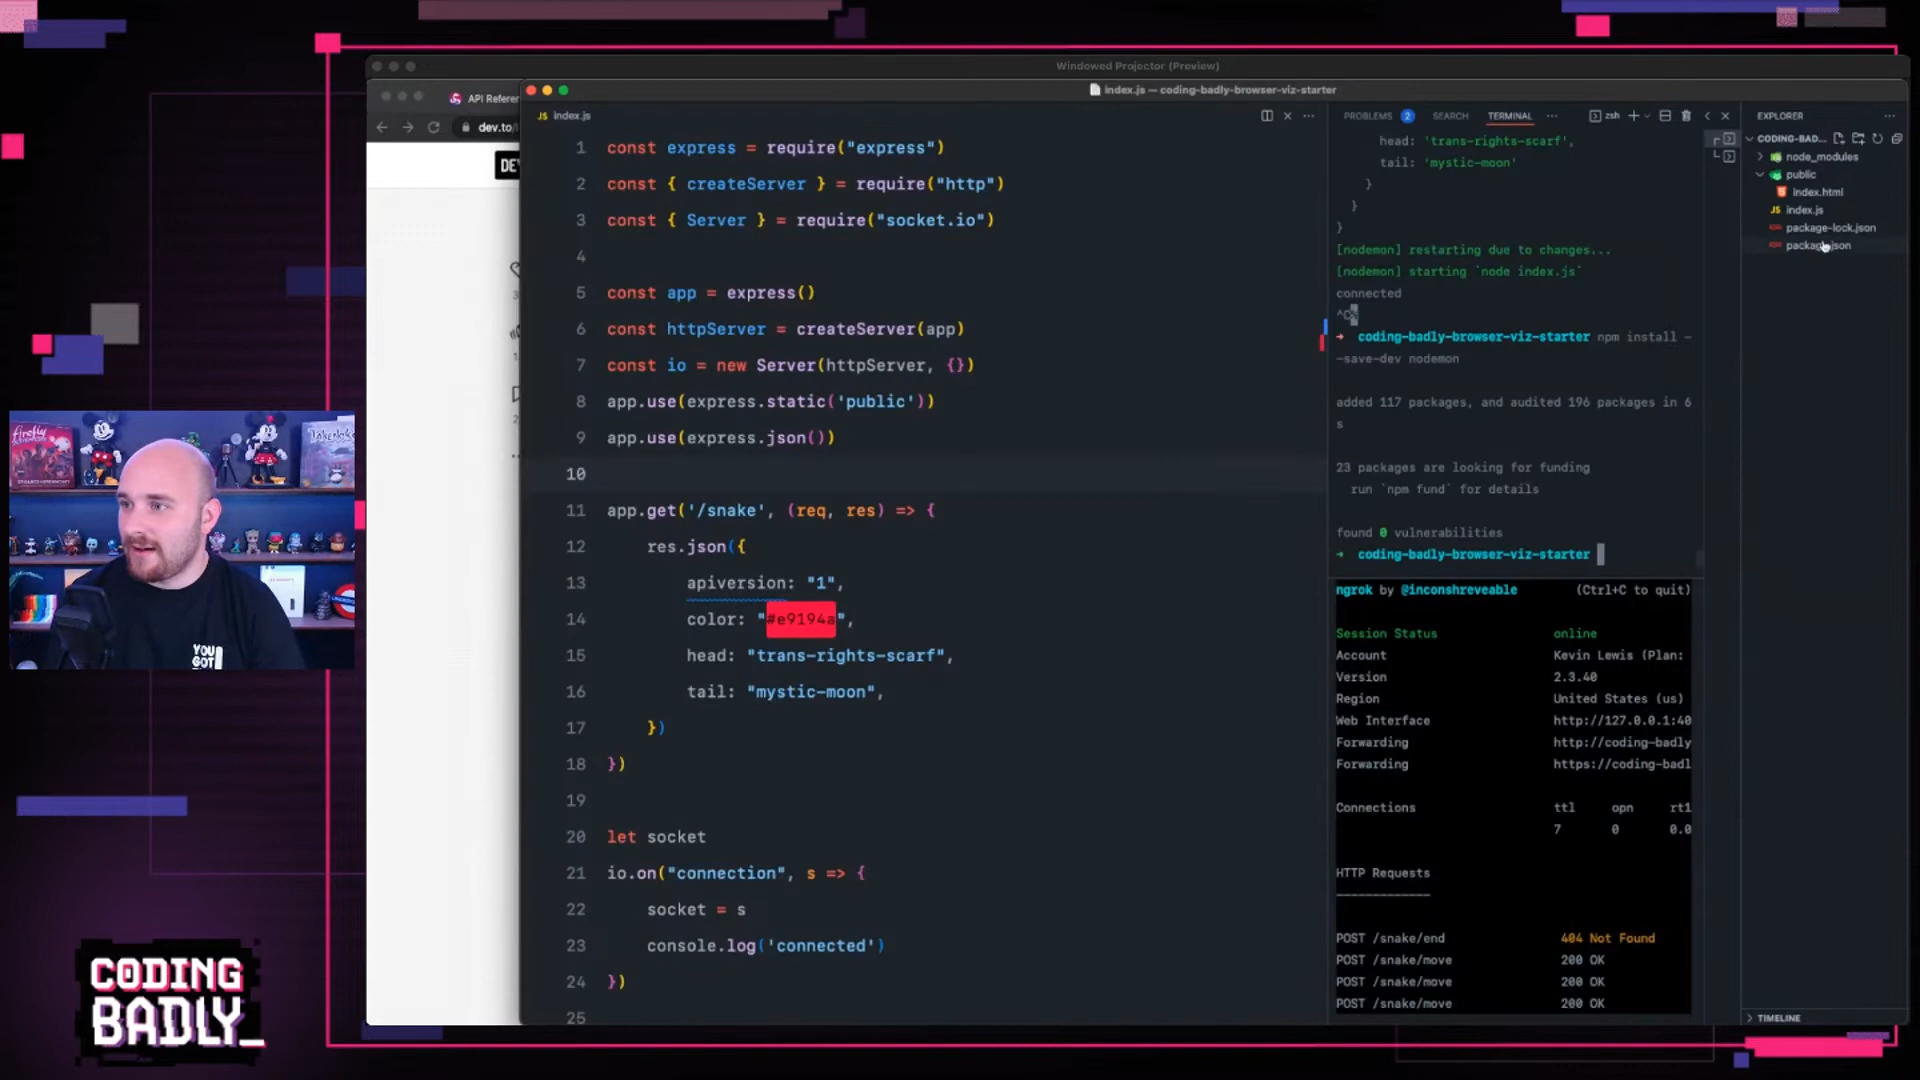 Windowed Projector (Preview)
API Referen
dev.to/
DEV
index.js — coding-badly-browser-viz-starter
JS index.js
1 const express = require("express")
2 const { createServer } = require("http")
3 const { Server } = require("socket.io")
4
5 const app = express()
6 const httpServer = createServer(app)
7 const io = new Server(httpServer, {})
8 app.use(express.static('public'))
9 app.use(express.json())
10
11 app.get('/snake', (req, res) => {
12 res.json({
13 apiversion: "1",
14 color: "#e9194a",
15 head: "trans-rights-scarf",
16 tail: "mystic-moon",
17 })
18 })
19
20 let socket
21 io.on("connection", s => {
22 socket = s
23 console.log('connected')
24 })
25
PROBLEMS 2 SEARCH TERMINAL ··· zsh
head: 'trans-rights-scarf',
tail: 'mystic-moon'
}
}
}
[nodemon] restarting due to changes...
[nodemon] starting `node index.js`
connected
^C
→ coding-badly-browser-viz-starter npm install -
-save-dev nodemon
added 117 packages, and audited 196 packages in 6
s
23 packages are looking for funding
run `npm fund` for details
found 0 vulnerabilities
→ coding-badly-browser-viz-starter
ngrok by @inconshreveable (Ctrl+C to quit)
Session Status online
Account Kevin Lewis (Plan:
Version 2.3.40
Region United States (us)
Web Interface http://127.0.0.1:40
Forwarding http://coding-badly
Forwarding https://coding-badl
Connections ttl opn rt1
7 0 0.0
HTTP Requests
-------------
POST /snake/end 404 Not Found
POST /snake/move 200 OK
POST /snake/move 200 OK
POST /snake/move 200 OK
EXPLORER
CODING-BAD...
node_modules
public
index.html
JS index.js
package-lock.json
package.json
TIMELINE
firefly
Takenoko
YOU
GOT
CODING
BADLY_